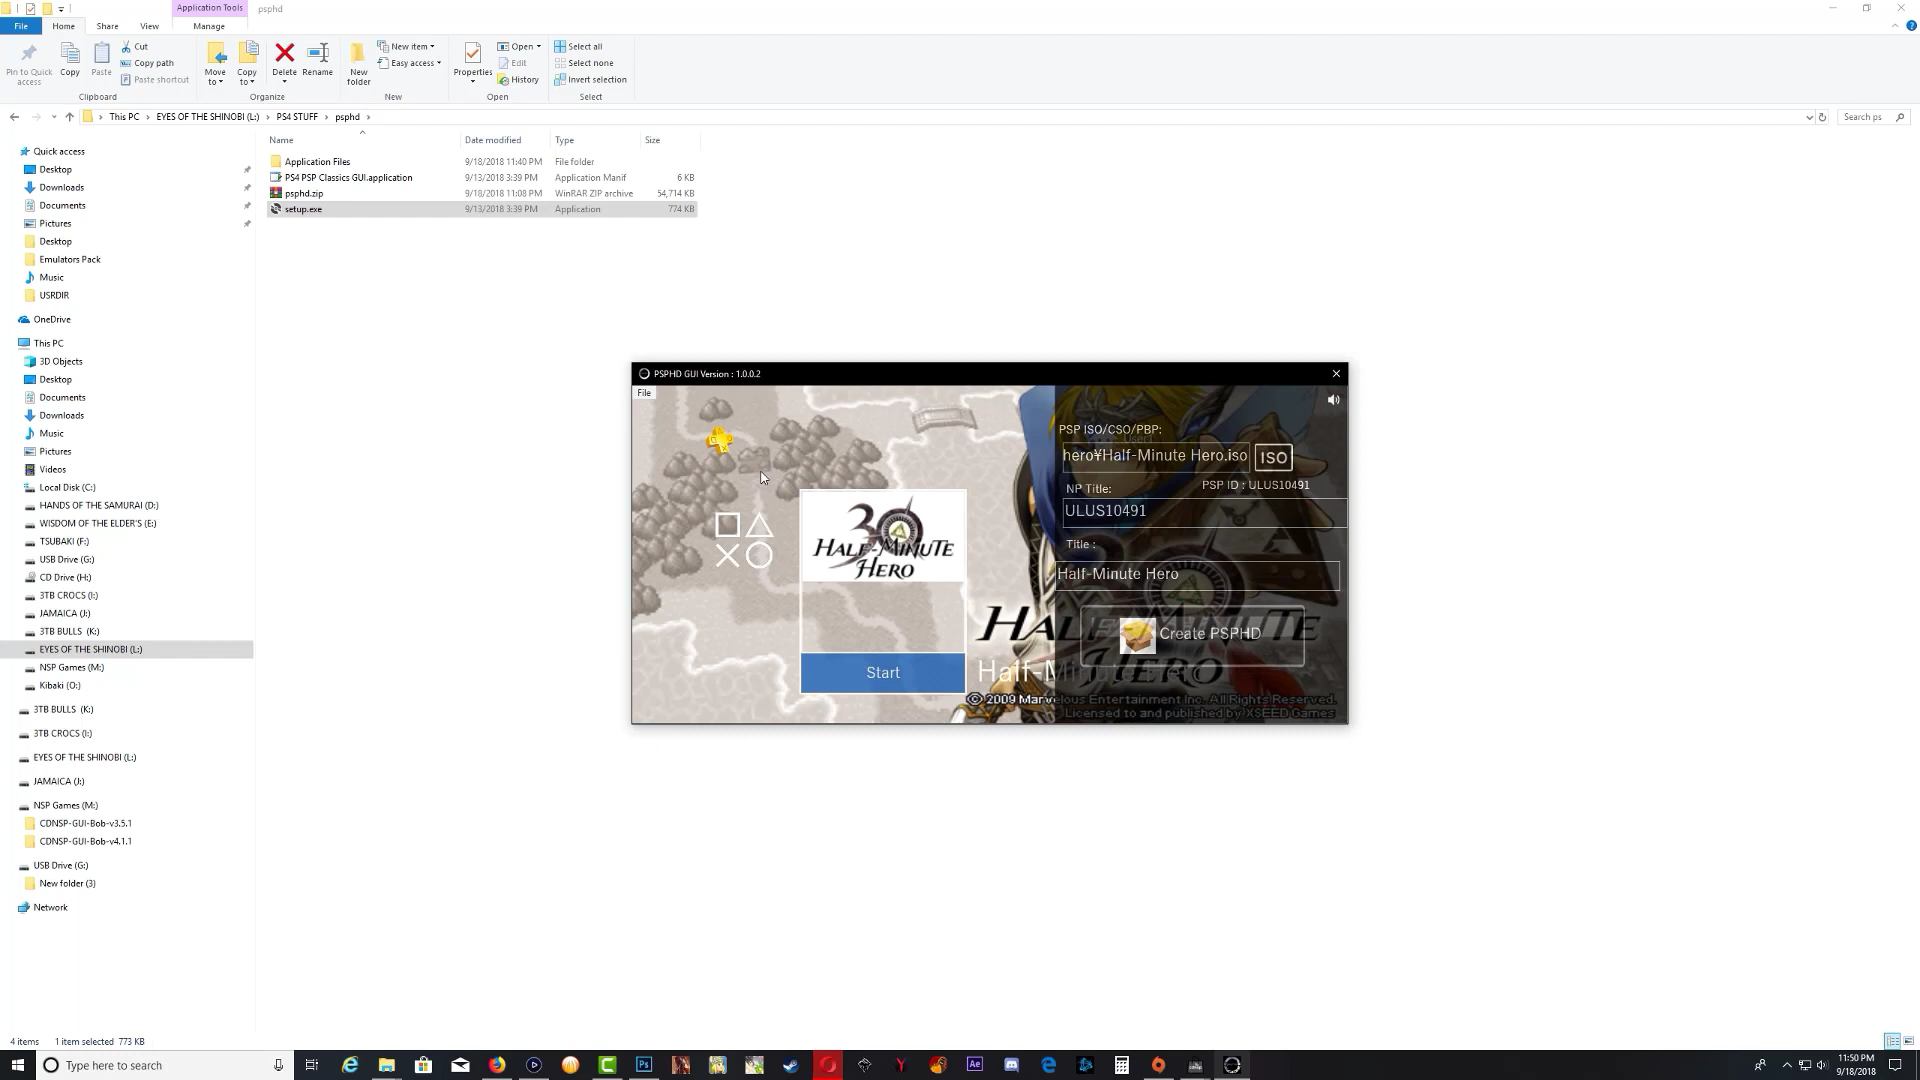 Application Tools
psphd
File
Home
Share
View
Manage
Pin to Quick access
Copy
Paste
Cut
Copy path
Paste shortcut
Clipboard
Move to
Copy to
Delete
Rename
Organize
New folder
New item
Easy access
New
Properties
Open
Edit
History
Open
Select all
Select none
Invert selection
Select
This PC > EYES OF THE SHINOBI (L:) > PS4 STUFF > psphd >
Search ps
Name
Date modified
Type
Size
Application Files 9/18/2018 11:40 PM File folder
PS4 PSP Classics GUI.application 9/13/2018 3:39 PM Application Manif 6 KB
psphd.zip 9/18/2018 11:08 PM WinRAR ZIP archive 54,714 KB
setup.exe 9/13/2018 3:39 PM Application 774 KB
Quick access
Desktop
Downloads
Documents
Pictures
Desktop
Emulators Pack
Music
USRDIR
OneDrive
This PC
3D Objects
Desktop
Documents
Downloads
Music
Pictures
Videos
Local Disk (C:)
HANDS OF THE SAMURAI (D:)
WISDOM OF THE ELDER'S (E:)
TSUBAKI (F:)
USB Drive (G:)
CD Drive (H:)
3TB CROCS (I:)
JAMAICA (J:)
3TB BULLS (K:)
EYES OF THE SHINOBI (L:)
NSP Games (M:)
Kibaki (O:)
3TB BULLS (K:)
3TB CROCS (I:)
EYES OF THE SHINOBI (L:)
JAMAICA (J:)
NSP Games (M:)
CDNSP-GUI-Bob-v3.5.1
CDNSP-GUI-Bob-v4.1.1
USB Drive (G:)
New folder (3)
Network
PSPHD GUI Version : 1.0.0.2
File
PSP ISO/CSO/PBP:
User1
hero¥Half-Minute Hero.iso
ISO
NP Title:
PSP ID : ULUS10491
ULUS10491
Title :
Half-Minute Hero
Create PSPHD
30
HALF-MINUTE
HERO
Start
HALF-MINUTE
HERO
Half-Minute Hero
© 2009 Marvelous Entertainment Inc. All Rights Reserved.
Licensed to and published by XSEED Games
4 items
1 item selected 773 KB
Type here to search
Ps
Ae
11:50 PM
9/18/2018